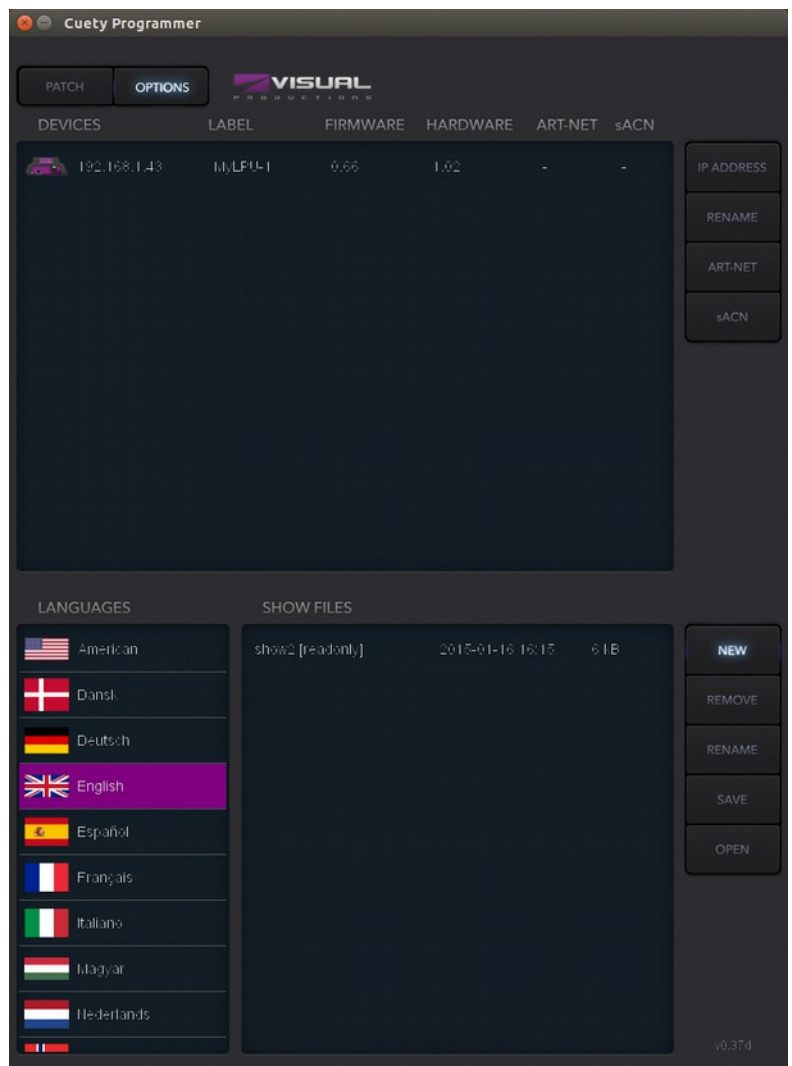 Cuety Programmer
PATCH OPTIONS VISUAL
PRODUCTIONS
DEVICES LABEL FIRMWARE HARDWARE ART-NET sACN
192.168.1.43 MyLPU-1 0.66 1.02 - -
IP ADDRESS
RENAME
ART-NET
sACN
LANGUAGES SHOW FILES
American
Dansk
Deutsch
English
Español
Français
Italiano
Magyar
Nederlands
show2 [readonly] 2015-01-16 16:15 6 kB
NEW
REMOVE
RENAME
SAVE
OPEN
v0.37d